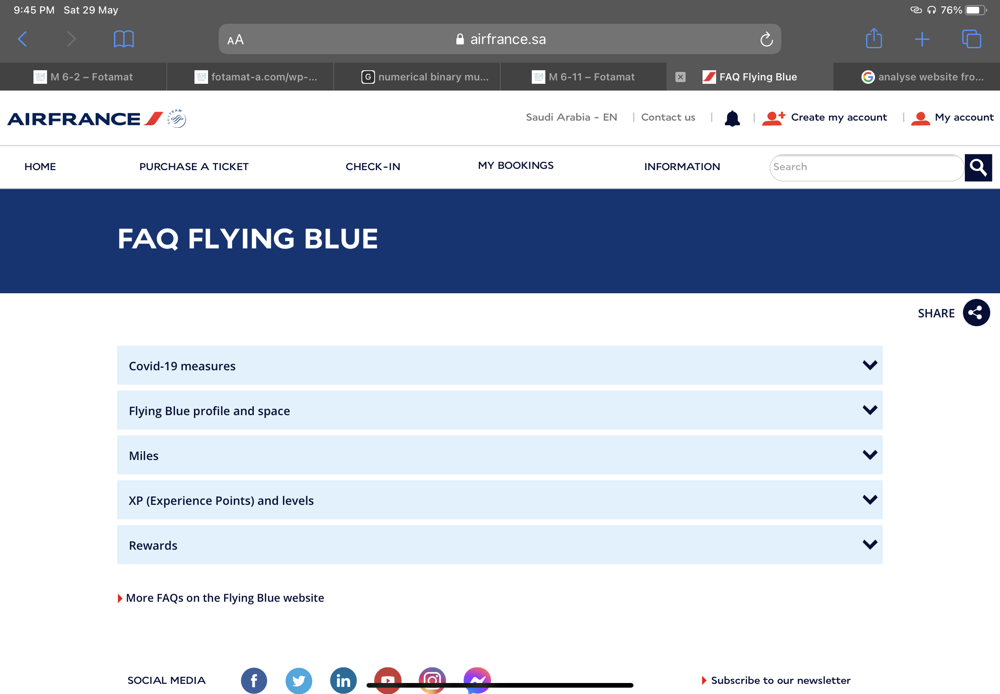 9:45 PM Sat 29 May 76%
AA airfrance.sa
M 6-2 – Fotamat fotamat-a.com/wp-... G numerical binary mu... M 6-11 – Fotamat FAQ Flying Blue G analyse website fro...
AIRFRANCE SKYTEAM Saudi Arabia - EN | Contact us | | Create my account | My account
HOME PURCHASE A TICKET CHECK-IN MY BOOKINGS INFORMATION Search
FAQ FLYING BLUE
SHARE
Covid-19 measures
Flying Blue profile and space
Miles
XP (Experience Points) and levels
Rewards
More FAQs on the Flying Blue website
SOCIAL MEDIA f in Subscribe to our newsletter